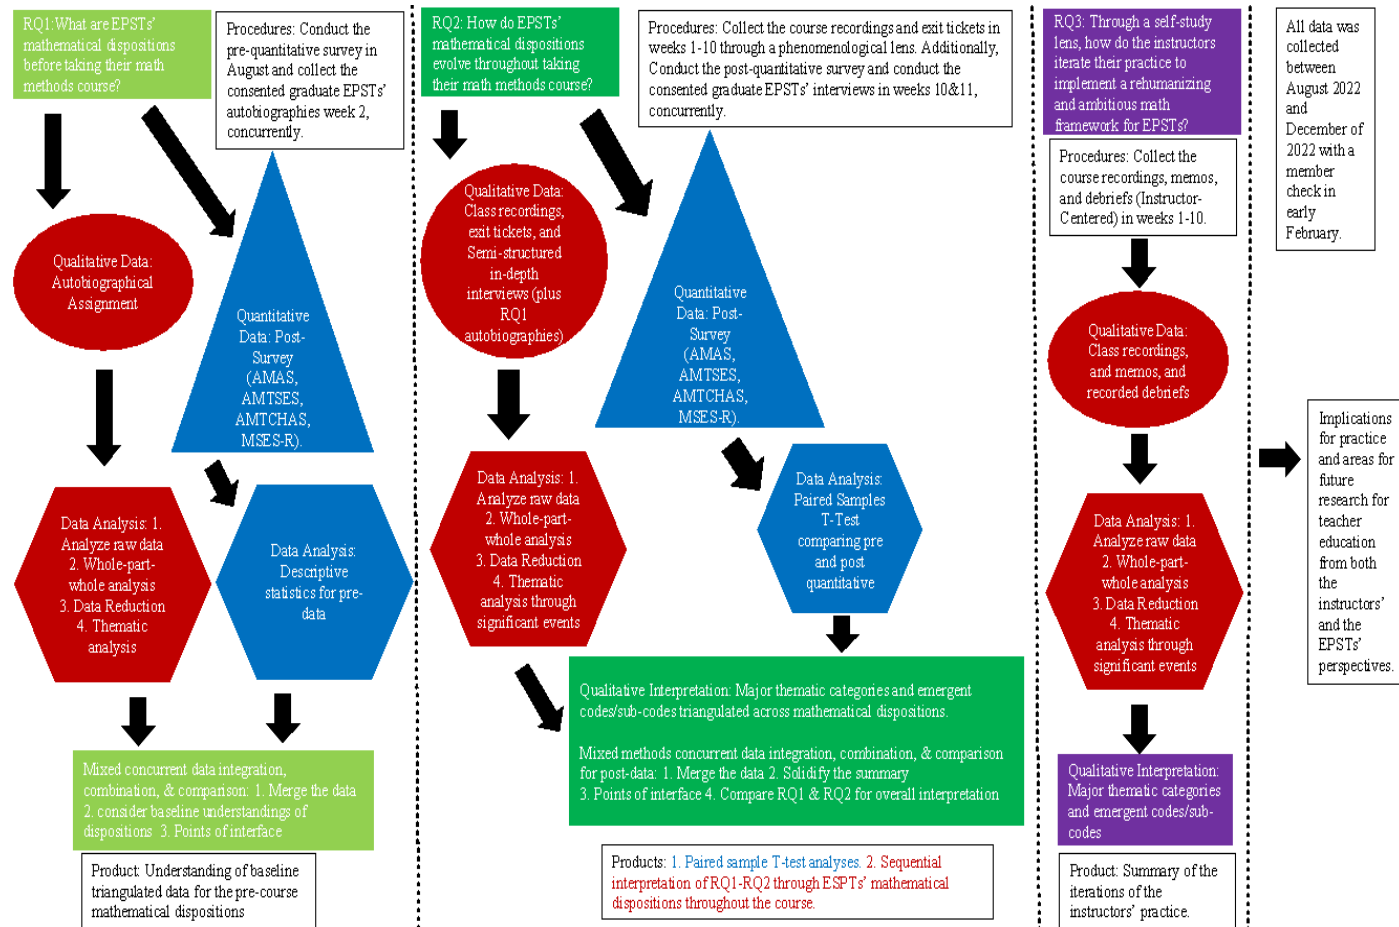 RQ1:What are EPSTs'
mathematical dispositions
before taking their math
methods course?
Procedures: Conduct the
pre-quantitative survey in
August and collect the
consented graduate EPSTs'
autobiographies week 2,
concurrently.
Qualitative Data:
Autobiographical
Assignment
Quantitative
Data: Post-
Survey
(AMAS,
AMTSES,
AMTCHAS,
MSES-R).
Data Analysis: 1.
Analyze raw data
2. Whole-part-
whole analysis
3. Data Reduction
4. Thematic
analysis
Data Analysis:
Descriptive
statistics for pre-
data
Mixed concurrent data integration,
combination, & comparison: 1. Merge the data
2. consider baseline understandings of
dispositions 3. Points of interface
Product: Understanding of baseline
triangulated data for the pre-course
mathematical dispositions
RQ2: How do EPSTs'
mathematical dispositions
evolve throughout taking
their math methods course?
Procedures: Collect the course recordings and exit tickets in
weeks 1-10 through a phenomenological lens. Additionally,
Conduct the post-quantitative survey and conduct the
consented graduate EPSTs' interviews in weeks 10&11,
concurrently.
Qualitative Data:
Class recordings,
exit tickets, and
Semi-structured
in-depth
interviews (plus
RQ1
autobiographies)
Quantitative
Data: Post-
Survey
(AMAS,
AMTSES,
AMTCHAS,
MSES-R).
Data Analysis: 1.
Analyze raw data
2. Whole-part-
whole analysis
3. Data Reduction
4. Thematic
analysis through
significant events
Data Analysis:
Paired Samples
T-Test
comparing pre
and post
quantitative
Qualitative Interpretation: Major thematic categories and emergent
codes/sub-codes triangulated across mathematical dispositions.
Mixed methods concurrent data integration, combination, & comparison
for post-data: 1. Merge the data 2. Solidify the summary
3. Points of interface 4. Compare RQ1 & RQ2 for overall interpretation
Products: 1. Paired sample T-test analyses. 2. Sequential
interpretation of RQ1-RQ2 through ESPTs' mathematical
dispositions throughout the course.
RQ3: Through a self-study
lens, how do the instructors
iterate their practice to
implement a rehumanizing
and ambitious math
framework for EPSTs?
Procedures: Collect the
course recordings, memos,
and debriefs (Instructor-
Centered) in weeks 1-10.
Qualitative Data:
Class recordings,
and memos, and
recorded debriefs
Data Analysis: 1.
Analyze raw data
2. Whole-part-
whole analysis
3. Data Reduction
4. Thematic
analysis through
significant events
Qualitative Interpretation:
Major thematic categories
and emergent codes/sub-
codes
Product: Summary of the
iterations of the
instructors' practice.
All data was
collected
between
August 2022
and
December of
2022 with a
member
check in
early
February.
Implications
for practice
and areas for
future
research for
teacher
education
from both
the
instructors'
and the
EPSTs'
perspectives.